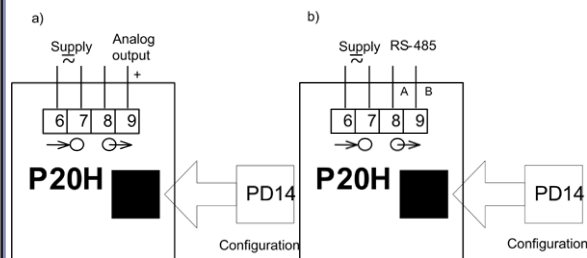 a)
Supply
~
Analog
output
+
6 7 8 9
P20H
PD14
Configuration
b)
Supply
~
RS-485
A B
6 7 8 9
P20H
PD14
Configuration